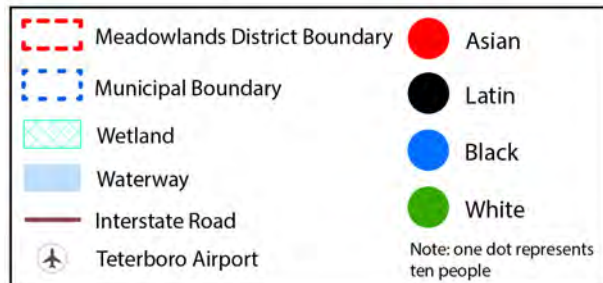 Meadowlands District Boundary
Municipal Boundary
Wetland
Waterway
Interstate Road
Teterboro Airport
Asian
Latin
Black
White
Note: one dot represents
ten people